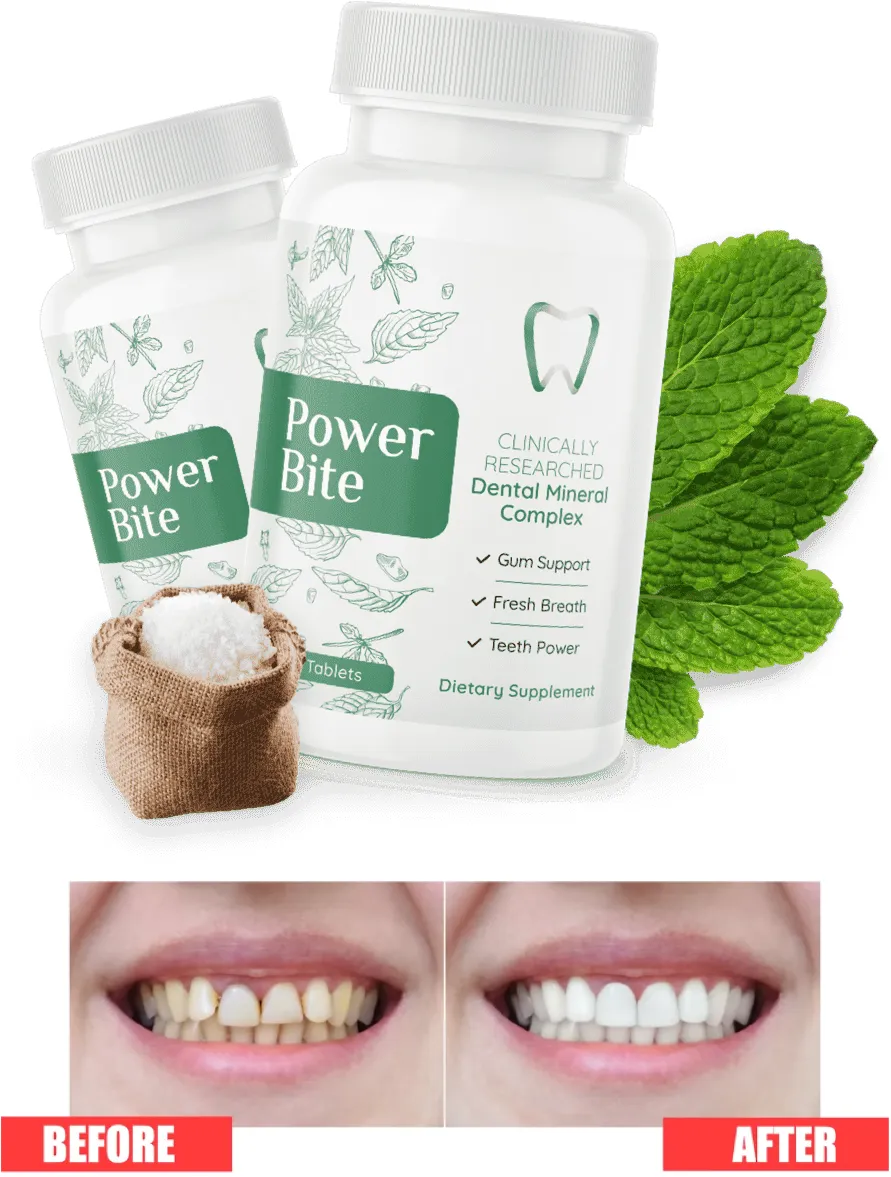 Power
Bite
Power
Bite
CLINICALLY
RESEARCHED
Dental Mineral
Complex
✓ Gum Support
✓ Fresh Breath
✓ Teeth Power
Tablets
Dietary Supplement
BEFORE
AFTER